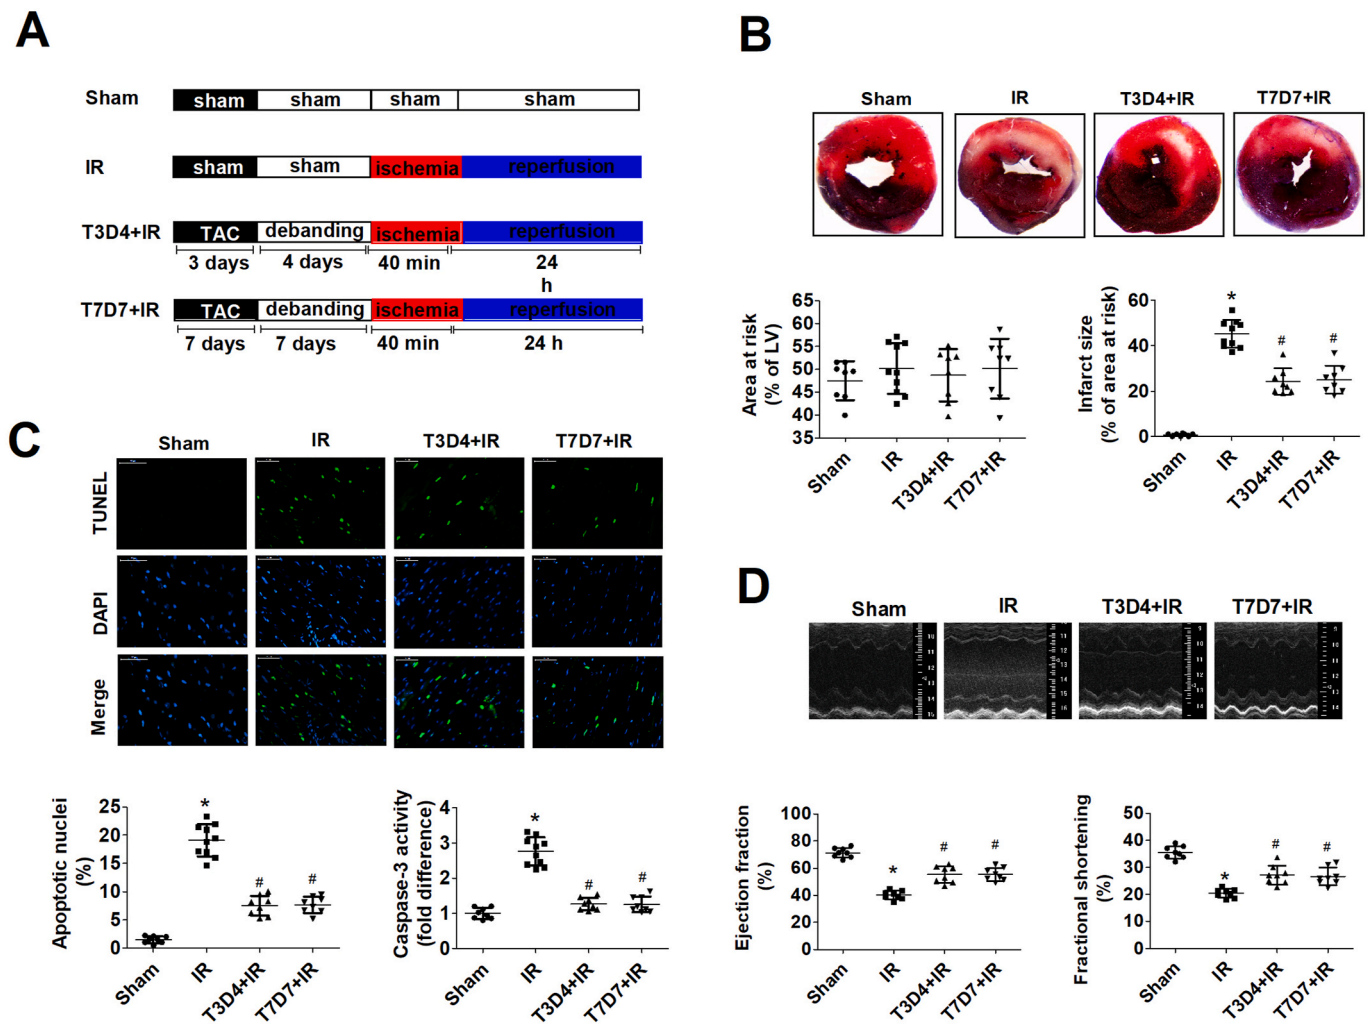 A
Sham
sham sham sham sham
IR
sham sham ischemia reperfusion
T3D4+IR
TAC debanding ischemia reperfusion
3 days 4 days 40 min 24
h
T7D7+IR
TAC debanding ischemia reperfusion
7 days 7 days 40 min 24 h
B
Sham IR T3D4+IR T7D7+IR
Area at risk
(% of LV)
65
60
55
50
45
40
35
Sham IR T3D4+IR T7D7+IR
Infarct size
(% of area at risk)
60
40
20
0
*
# #
Sham IR T3D4+IR T7D7+IR
C
Sham IR T3D4+IR T7D7+IR
TUNEL
DAPI
Merge
Apoptotic nuclei
(%)
25
20
15
10
5
0
*
# #
Sham IR T3D4+IR T7D7+IR
Caspase-3 activity
(fold difference)
4
3
2
1
0
*
# #
Sham IR T3D4+IR T7D7+IR
D
Sham IR T3D4+IR T7D7+IR
Ejection fraction
(%)
100
80
60
40
20
0
*
# #
Sham IR T3D4+IR T7D7+IR
Fractional shortening
(%)
50
40
30
20
10
0
*
# #
Sham IR T3D4+IR T7D7+IR